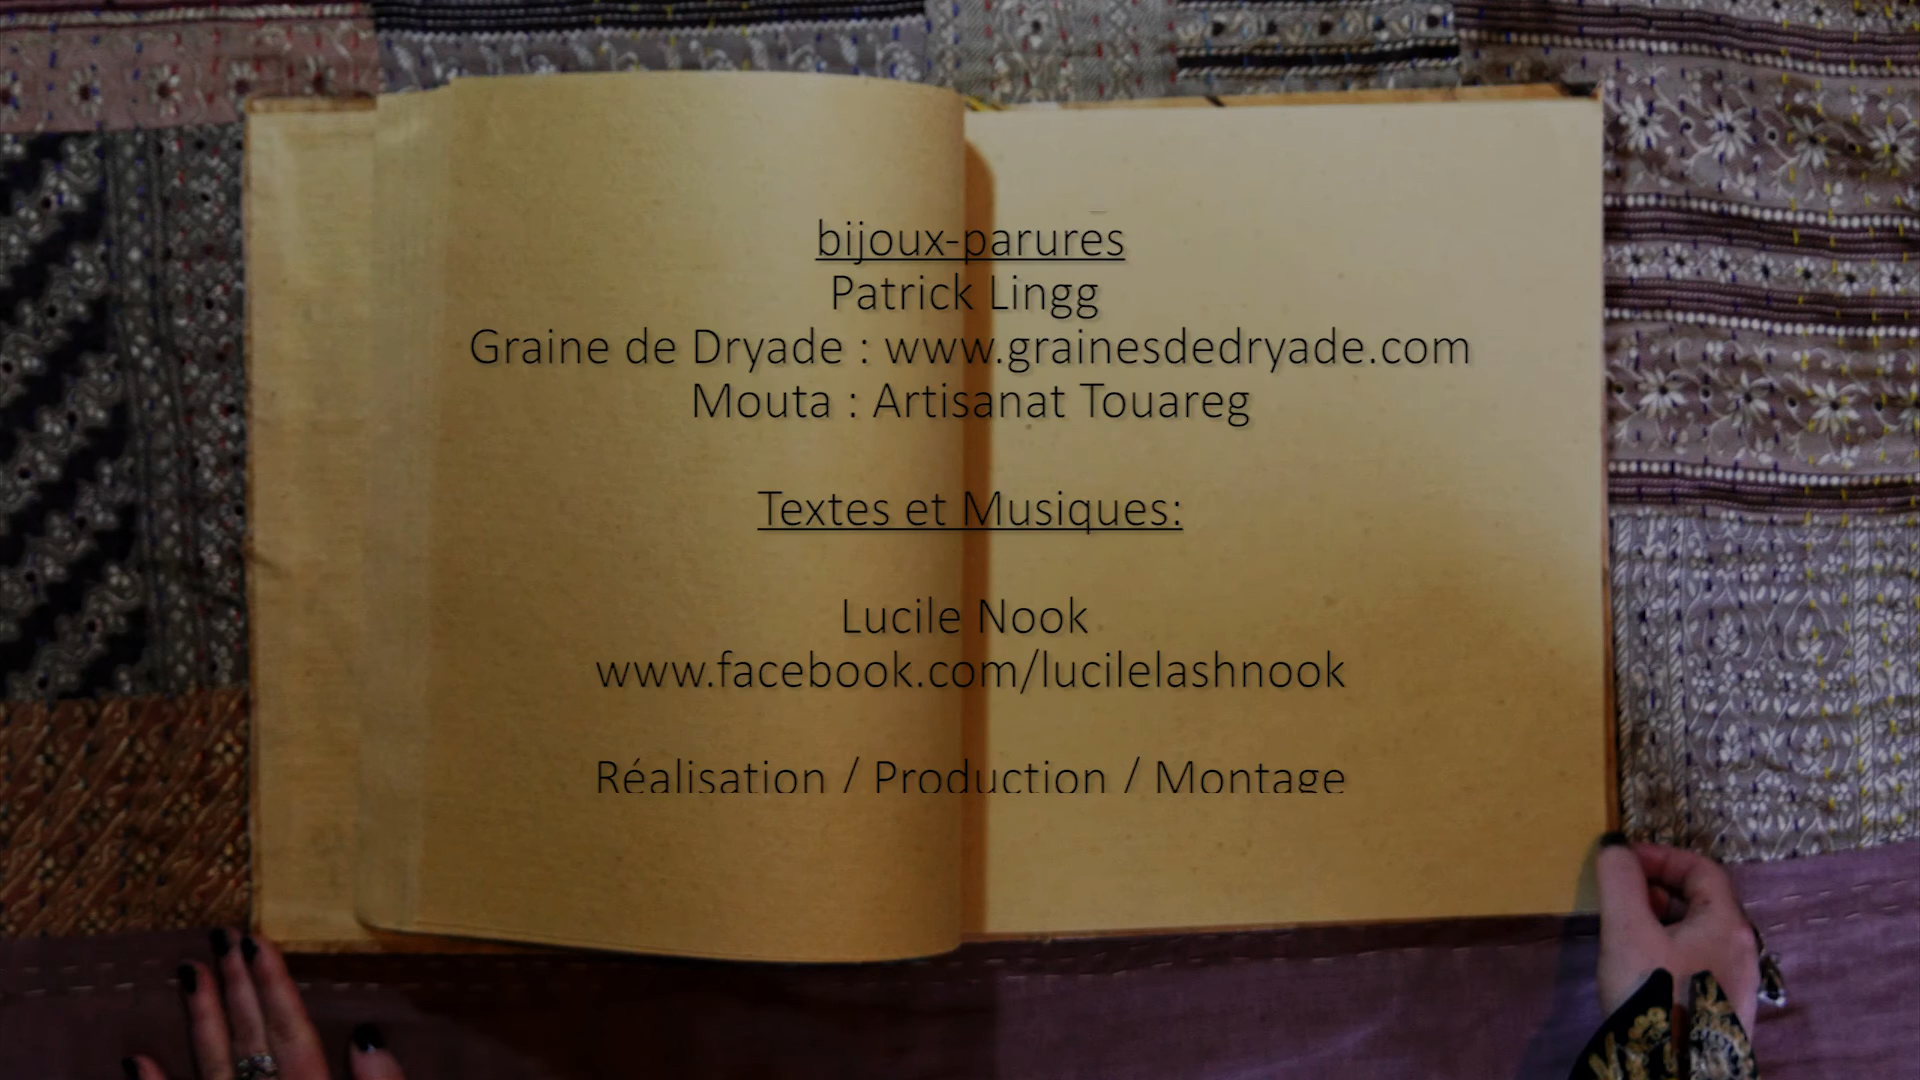 bijoux-parures
Patrick Lingg
Graine de Dryade : www.grainesdedryade.com
Mouta : Artisanat Touareg
Textes et Musiques:
Lucile Nook
www.facebook.com/lucilelashnook
Réalisation / Production / Montage